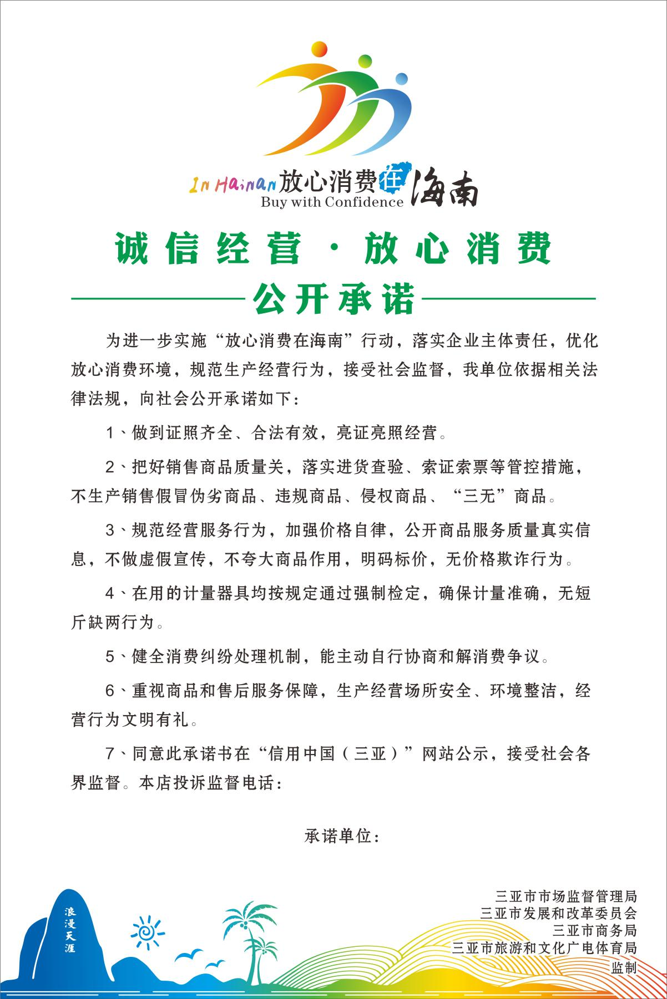 In Hainan 放心消费在海南
Buy with Confidence
诚信经营·放心消费
公开承诺
为进一步实施“放心消费在海南”行动，落实企业主体责任，优化
放心消费环境，规范生产经营行为，接受社会监督，我单位依据相关法
律法规，向社会公开承诺如下：
1、做到证照齐全、合法有效，亮证亮照经营。
2、把好销售商品质量关，落实进货查验、索证索票等管控措施，
不生产销售假冒伪劣商品、违规商品、侵权商品、“三无”商品。
3、规范经营服务行为，加强价格自律，公开商品服务质量真实信
息，不做虚假宣传，不夸大商品作用，明码标价，无价格欺诈行为。
4、在用的计量器具均按规定通过强制检定，确保计量准确，无短
斤缺两行为。
5、健全消费纠纷处理机制，能主动自行协商和解消费争议。
6、重视商品和售后服务保障，生产经营场所安全、环境整洁，经
营行为文明有礼。
7、同意此承诺书在“信用中国（三亚）”网站公示，接受社会各
界监督。本店投诉监督电话：
承诺单位：
浪漫天涯
三亚市市场监督管理局
三亚市发展和改革委员会
三亚市商务局
三亚市旅游和文化广电体育局
监制